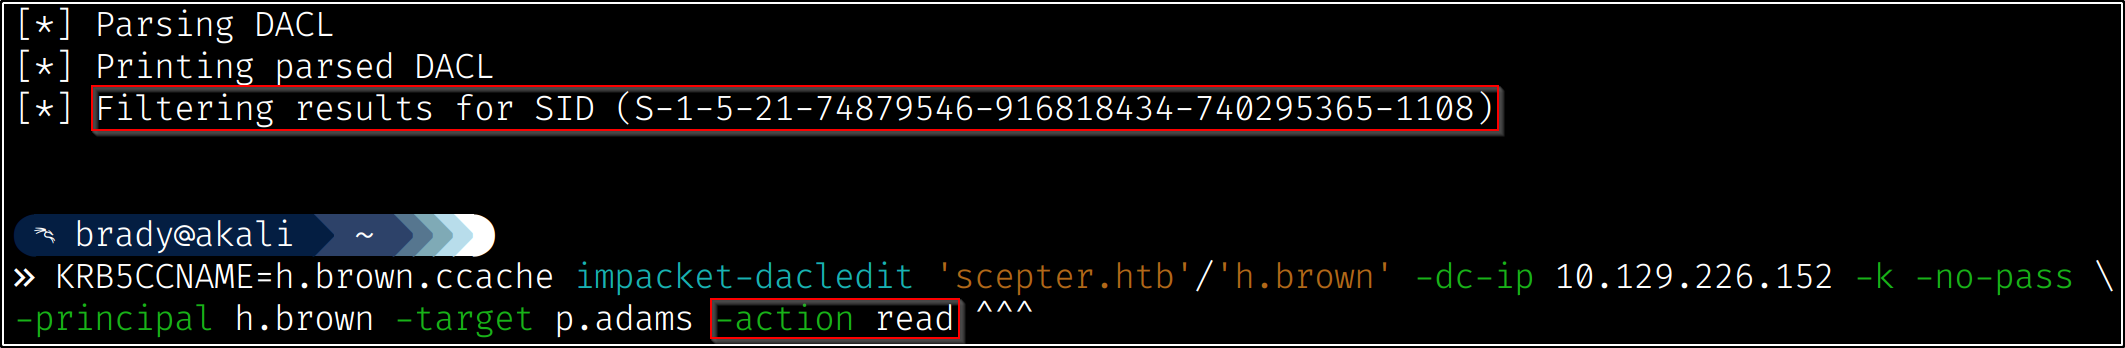 [*] Parsing DACL
[*] Printing parsed DACL
[*] Filtering results for SID (S-1-5-21-74879546-916818434-740295365-1108)
brady@akali ~
» KRB5CCNAME=h.brown.ccache impacket-dacledit 'scepter.htb'/'h.brown' -dc-ip 10.129.226.152 -k -no-pass \
-principal h.brown -target p.adams -action read ^^^